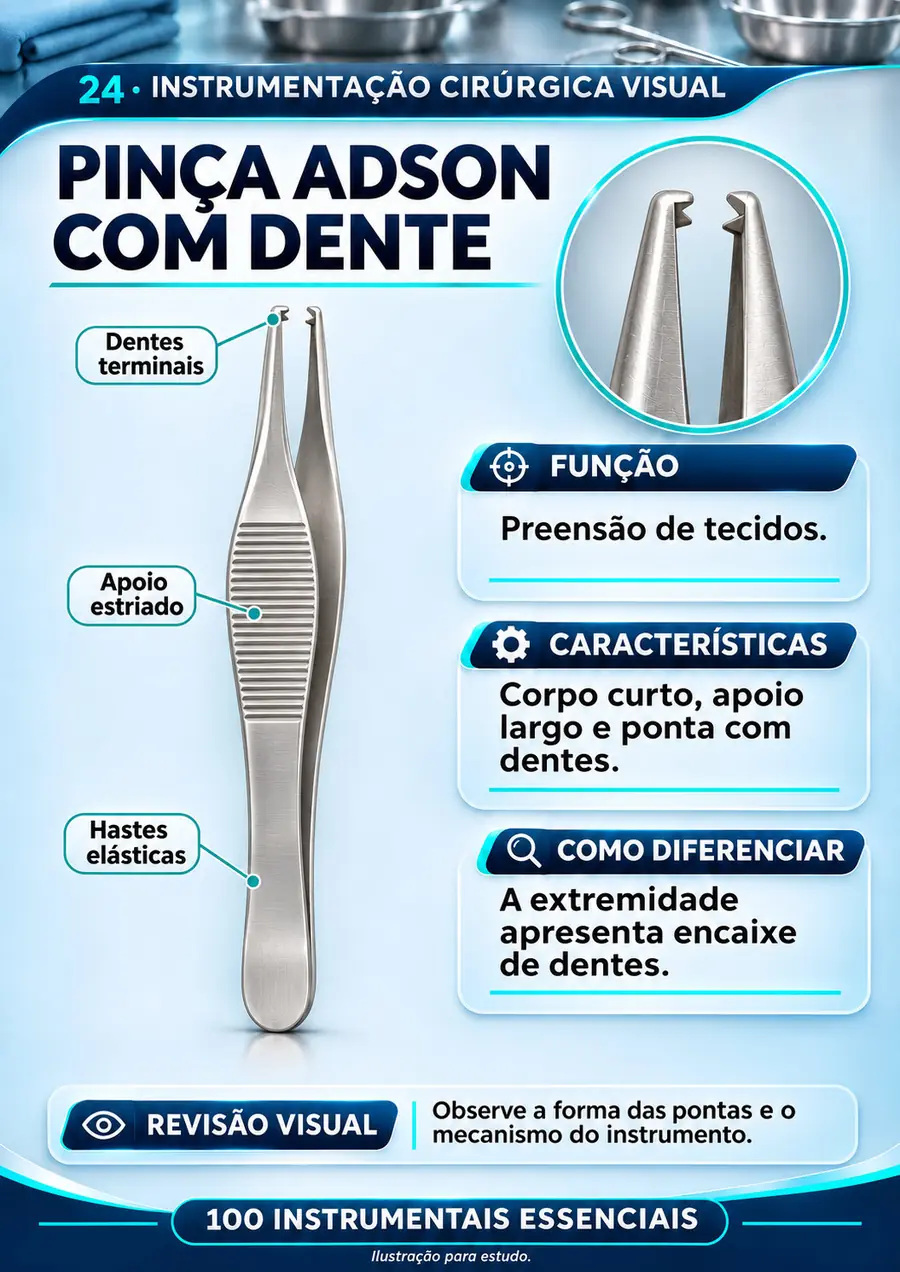 24 · INSTRUMENTAÇÃO CIRÚRGICA VISUAL
PINÇA ADSON
COM DENTE
Dentes
terminais
Apoio
estriado
Hastes
elásticas
FUNÇÃO
Preensão de tecidos.
CARACTERÍSTICAS
Corpo curto, apoio
largo e ponta com
dentes.
COMO DIFERENCIAR
A extremidade
apresenta encaixe
de dentes.
REVISÃO VISUAL
Observe a forma das pontas e o
mecanismo do instrumento.
100 INSTRUMENTAIS ESSENCIAIS
Ilustração para estudo.